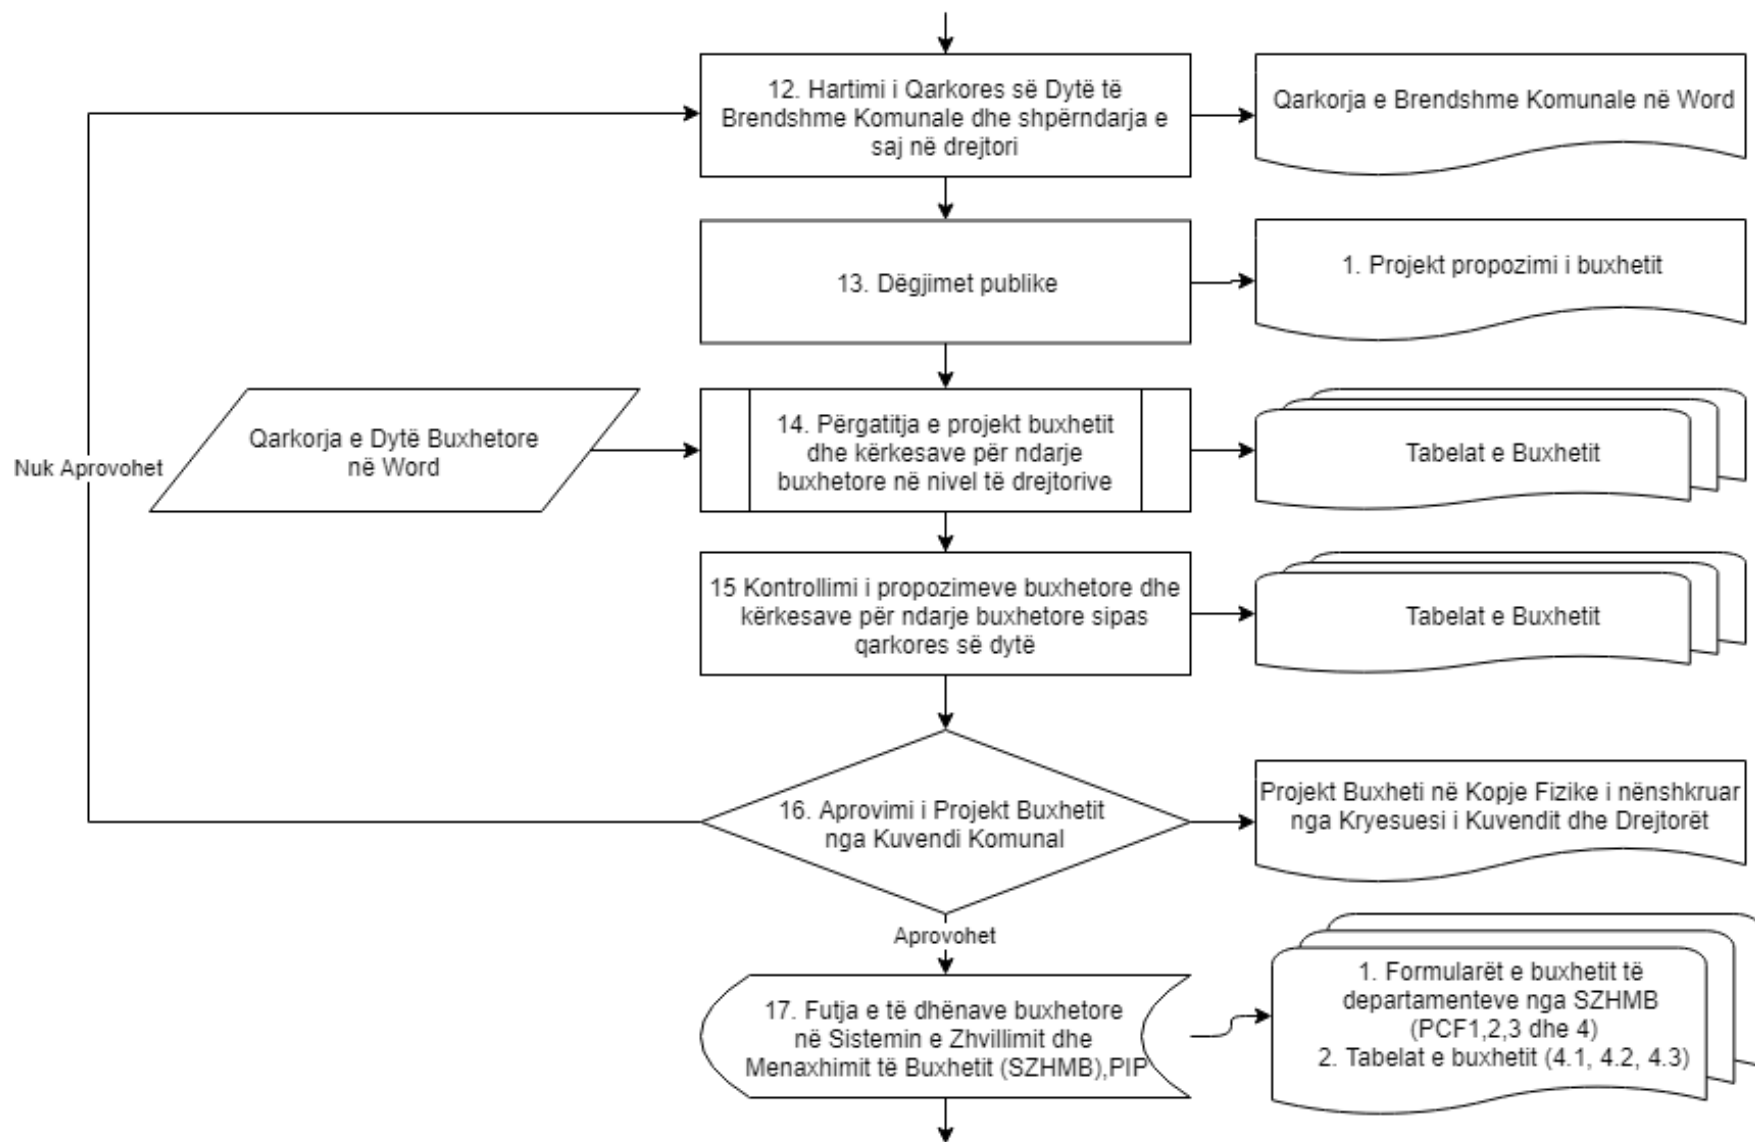 12. Hartimi i Qarkores së Dytë të
Brendshme Komunale dhe shpërndarja e
saj në drejtori
Qarkorja e Brendshme Komunale në Word
13. Dëgjimet publike
1. Projekt propozimi i buxhetit
Nuk Aprovohet
Qarkorja e Dytë Buxhetore
në Word
14. Përgatitja e projekt buxhetit
dhe kërkesave për ndarje
buxhetore në nivel të drejtorive
Tabelat e Buxhetit
15 Kontrollimi i propozimeve buxhetore dhe
kërkesave për ndarje buxhetore sipas
qarkores së dytë
Tabelat e Buxhetit
16. Aprovimi i Projekt Buxhetit
nga Kuvendi Komunal
Projekt Buxheti në Kopje Fizike i nënshkruar
nga Kryesuesi i Kuvendit dhe Drejtorët
Aprovohet
17. Futja e të dhënave buxhetore
në Sistemin e Zhvillimit dhe
Menaxhimit të Buxhetit (SZHMB),PIP
1. Formularët e buxhetit të
departamenteve nga SZHMB
(PCF1,2,3 dhe 4)
2. Tabelat e buxhetit (4.1, 4.2, 4.3)